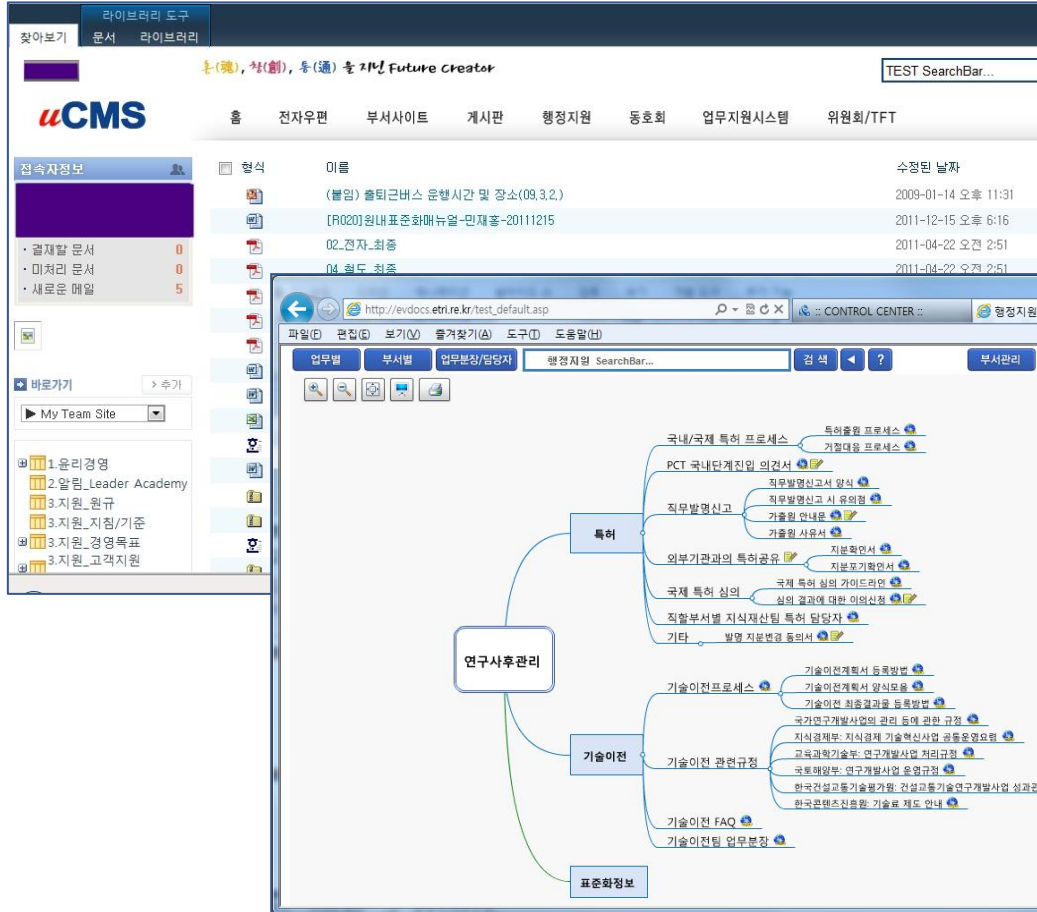 라이브러리 도구
찾아보기 문서 라이브러리
혼(魂), 창(創), 통(通) 을 지닌 Future Creator
TEST SearchBar...
uCMS
홈 전자우편 부서사이트 게시판 행정지원 동호회 업무지원시스템 위원회/TFT
접속자정보
· 결재할 문서 0
· 미처리 문서 0
· 새로운 메일 5
바로가기 > 추가
▶ My Team Site
1.윤리경영
2.알림_Leader Academy
3.지원_원규
3.지원_지침/기준
3.지원_경영목표
3.지원_고객지원
형식 이름 수정된 날짜
(붙임) 출퇴근버스 운행시간 및 장소(09.3.2.) 2009-01-14 오후 11:31
[R020]원내표준화매뉴얼-민재홍-20111215 2011-12-15 오후 6:16
02_전자_최종 2011-04-22 오전 2:51
04_철도_최종 2011-04-22 오전 2:51
http://evdocs.etri.re.kr/test_default.asp
:: CONTROL CENTER ::
행정지원
파일(F) 편집(E) 보기(V) 즐겨찾기(A) 도구(T) 도움말(H)
업무별 부서별 업무분장/담당자 행정지원 SearchBar... 검 색 ◀ ? 부서관리
연구사후관리
특허
국내/국제 특허 프로세스
특허출원 프로세스
거절대응 프로세스
PCT 국내단계진입 의견서
직무발명신고
직무발명신고서 양식
직무발명신고 시 유의점
가출원 안내문
가출원 사유서
외부기관과의 특허공유
지분확인서
지분포기확인서
국제 특허 심의
국제 특허 심의 가이드라인
심의 결과에 대한 이의신청
직할부서별 지식재산팀 특허 담당자
기타
발명 지분변경 동의서
기술이전
기술이전프로세스
기술이전계획서 등록방법
기술이전계획서 양식모음
기술이전 최종결과물 등록방법
기술이전 관련규정
국가연구개발사업의 관리 등에 관한 규정
지식경제부: 지식경제 기술혁신사업 공통운영요령
교육과학기술부: 연구개발사업 처리규정
국토해양부: 연구개발사업 운영규정
한국건설교통기술평가원: 건설교통기술연구개발사업 성과관
한국콘텐츠진흥원: 기술료 제도 안내
기술이전 FAQ
기술이전팀 업무분장
표준화정보